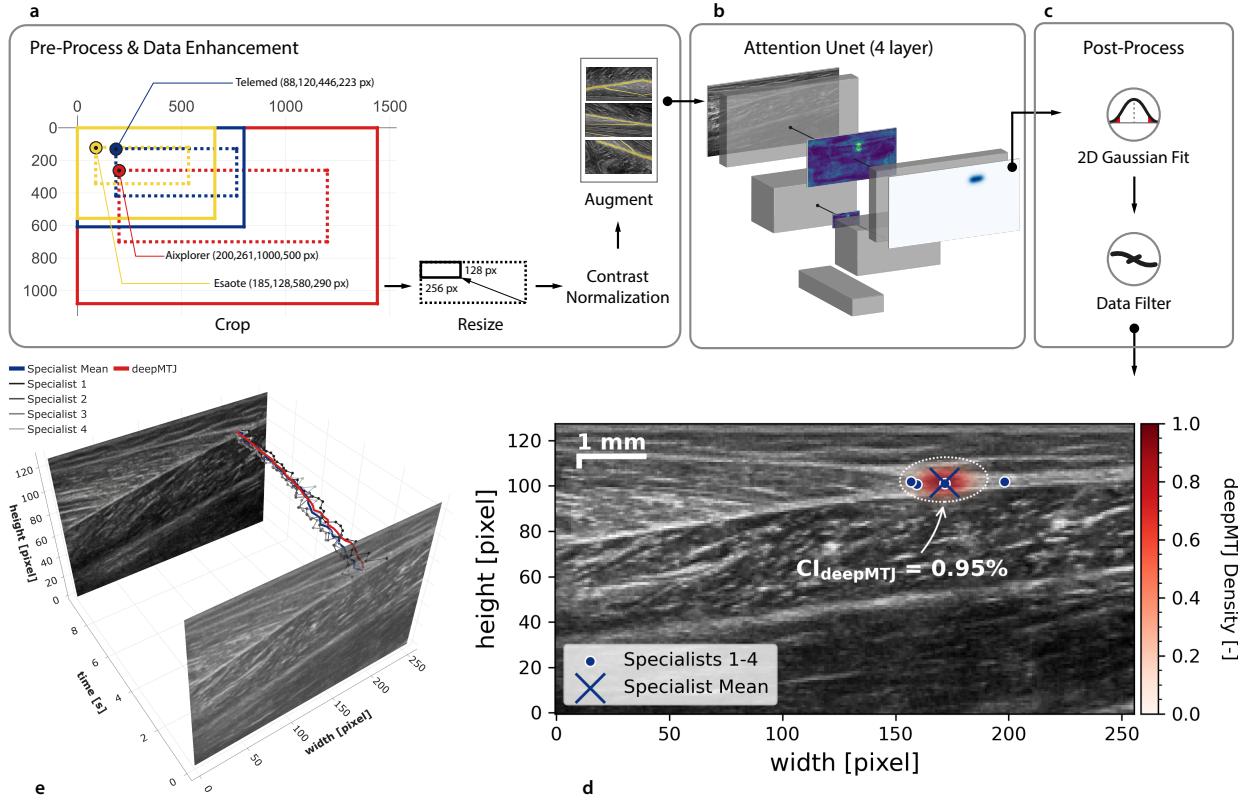 a
Pre-Process & Data Enhancement
Telemed (88,120,446,223 px)
0
500
1000
1500
0
200
400
600
800
1000
Aixplorer (200,261,1000,500 px)
Esaote (185,128,580,290 px)
Crop
128 px
256 px
Resize
Contrast
Normalization
Augment
b
Attention Unet (4 layer)
c
Post-Process
2D Gaussian Fit
Data Filter
Specialist Mean
deepMTJ
Specialist 1
Specialist 2
Specialist 3
Specialist 4
120
100
80
60
40
20
0
height [pixel]
8
6
4
2
0
time [s]
0
50
100
150
200
250
width [pixel]
e
120
100
80
60
40
20
0
height [pixel]
1 mm
CIdeepMTJ = 0.95%
Specialists 1-4
Specialist Mean
0
50
100
150
200
250
width [pixel]
1.0
0.8
0.6
0.4
0.2
0.0
deepMTJ Density [-]
d